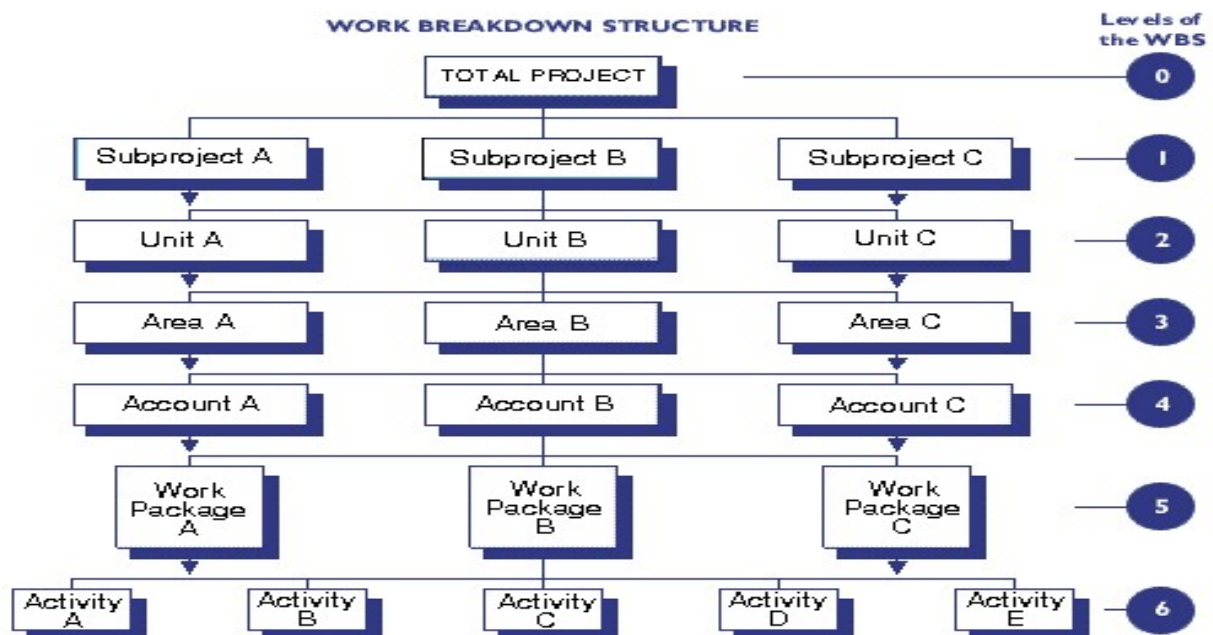 WORK BREAKDOWN STRUCTURE
Levels of
the WBS
TOTAL PROJECT
0
Subproject A
Subproject B
Subproject C
1
Unit A
Unit B
Unit C
2
Area A
Area B
Area C
3
Account A
Account B
Account C
4
Work
Package
A
Work
Package
B
Work
Package
C
5
Activity
A
Activity
B
Activity
C
Activity
D
Activity
E
6